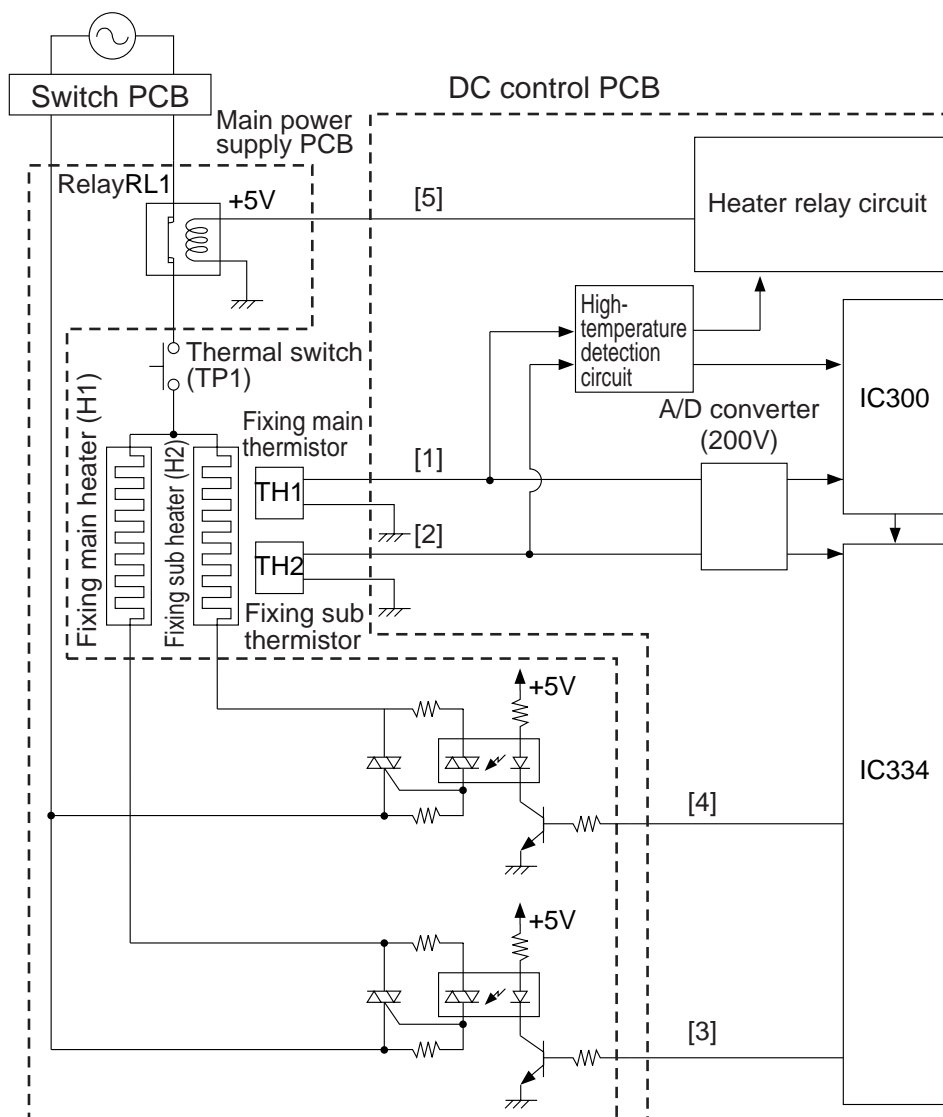 Switch PCB
DC control PCB
Main power
supply PCB
RelayRL1
+5V
[5]
Heater relay circuit
High-
temperature
detection
circuit
Thermal switch
(TP1)
IC300
A/D converter
(200V)
Fixing main heater (H1)
Fixing sub heater (H2)
Fixing main
thermistor
[1]
TH1
[2]
TH2
Fixing sub
thermistor
+5V
IC334
[4]
+5V
[3]